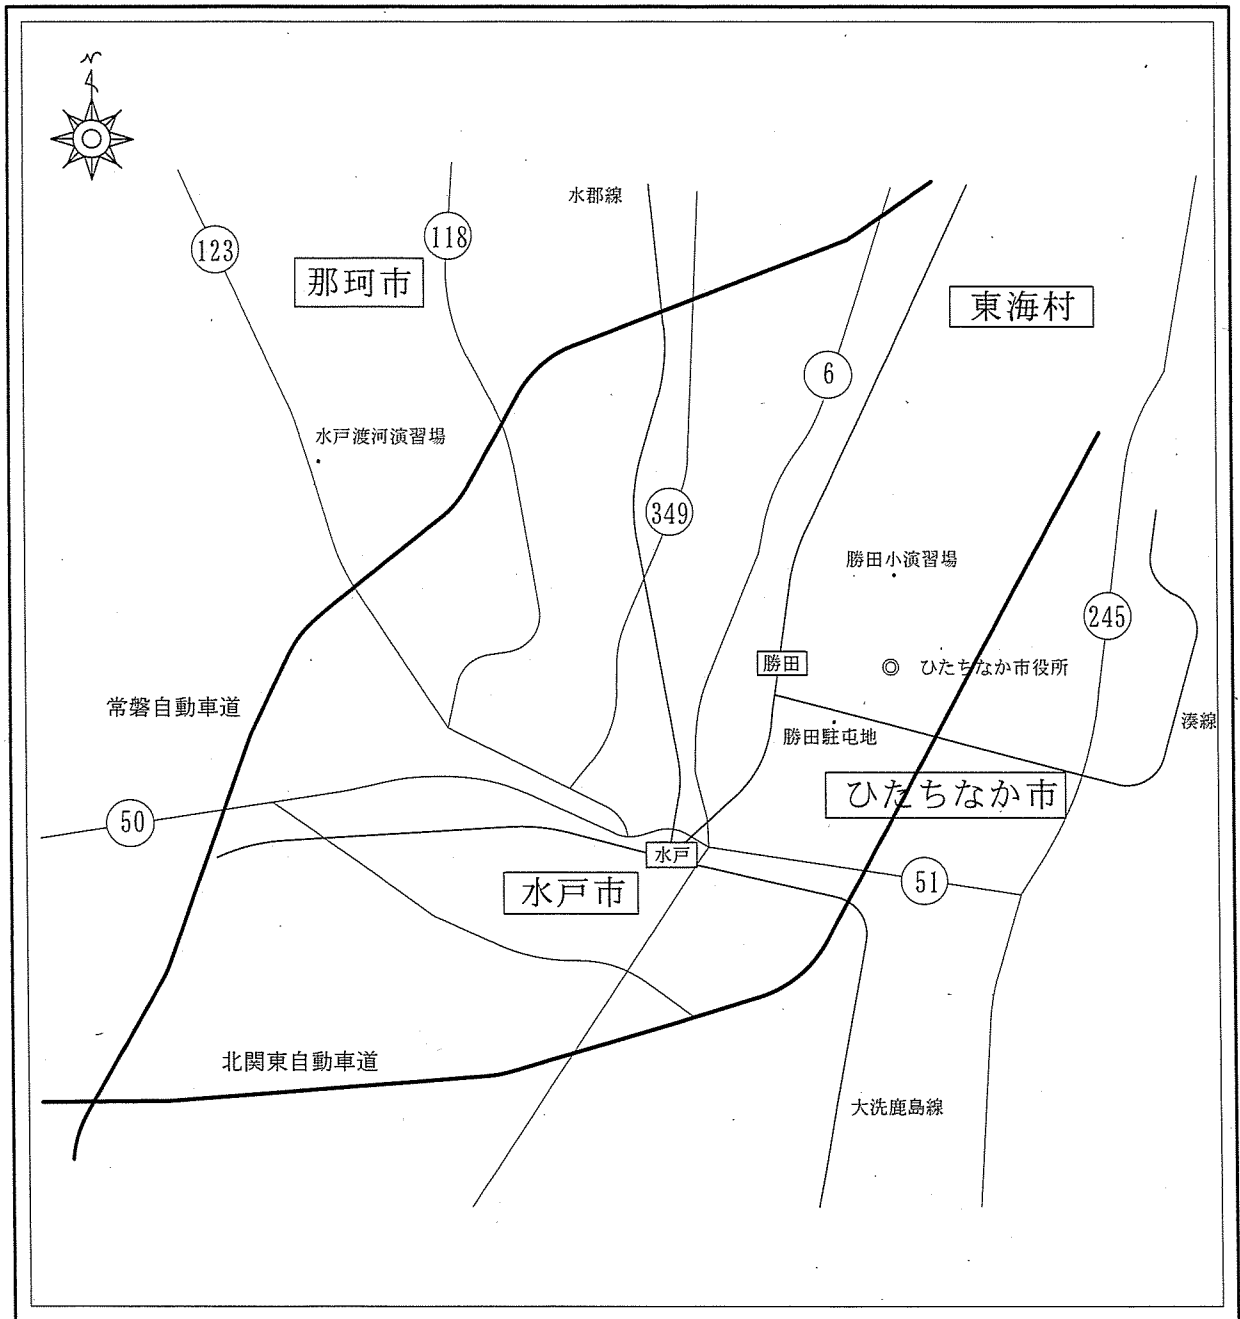 N
水郡線
118
123
那珂市
東海村
6
水戸渡河演習場
349
勝田小演習場
245
勝田
ひたちなか市役所
常磐自動車道
湊線
勝田駐屯地
ひたちなか市
50
水戸
51
水戸市
北関東自動車道
大洗鹿島線